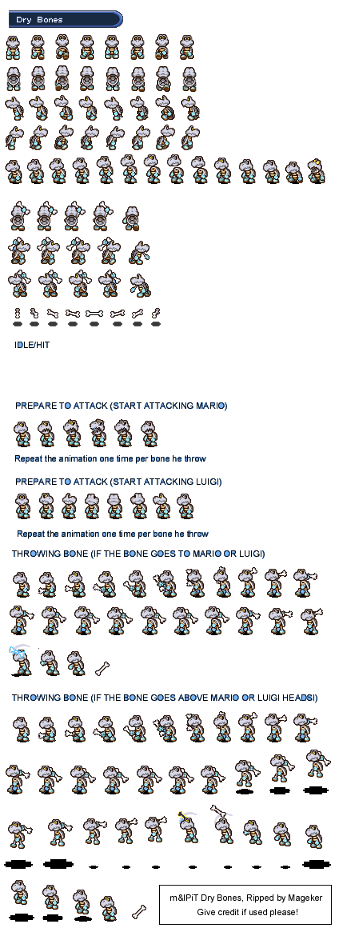 Dry Bones
IDLE/HIT
PREPARE TO ATTACK (START ATTACKING MARIO)
Repeat the animation one time per bone he throw
PREPARE TO ATTACK (START ATTACKING LUIGI)
Repeat the animation one time per bone he throw
THROWING BONE (IF THE BONE GOES TO MARIO OR LUIGI)
THROWING BONE (IF THE BONE GOES ABOVE MARIO OR LUIGI HEADS!)
m&lPiT Dry Bones, Ripped by Mageker
Give credit if used please!